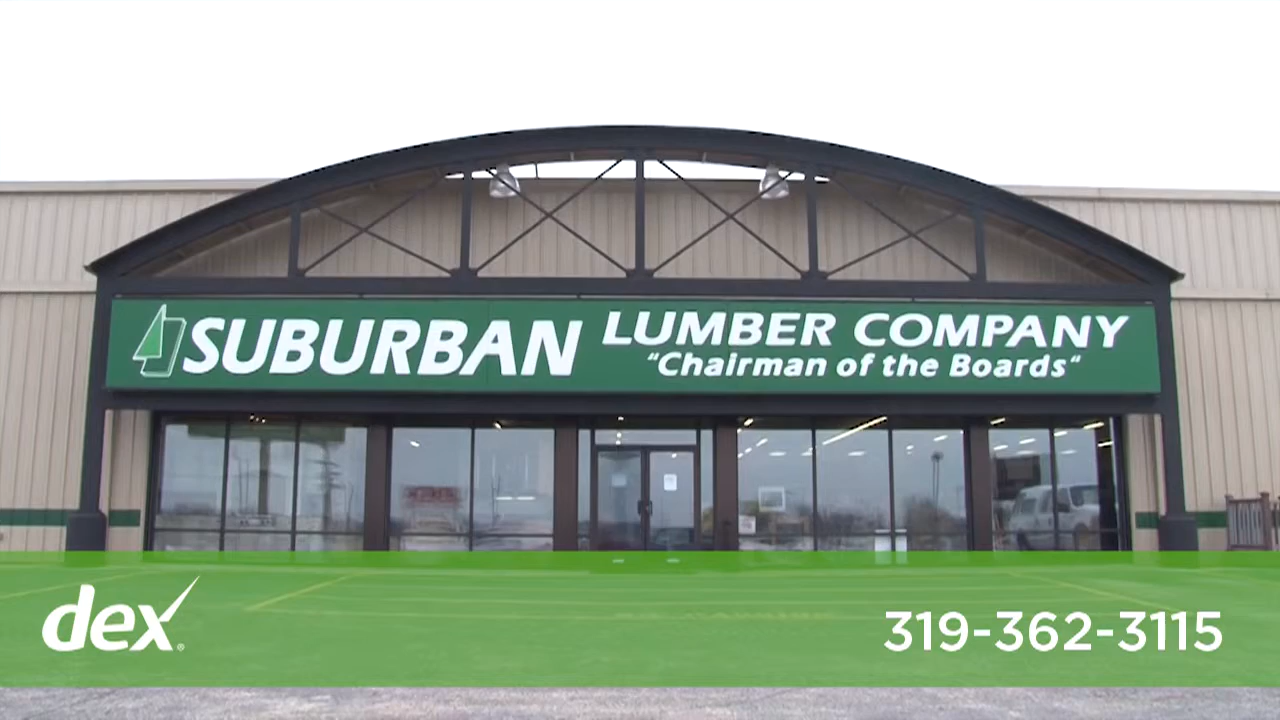 SUBURBAN LUMBER COMPANY
"Chairman of the Boards"
dex®
319-362-3115